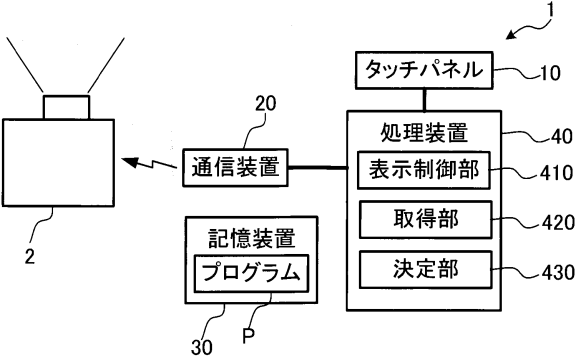 1
タッチパネル
10
20
処理装置
40
通信装置
表示制御部
410
2
記憶装置
取得部
420
プログラム
決定部
430
30
P